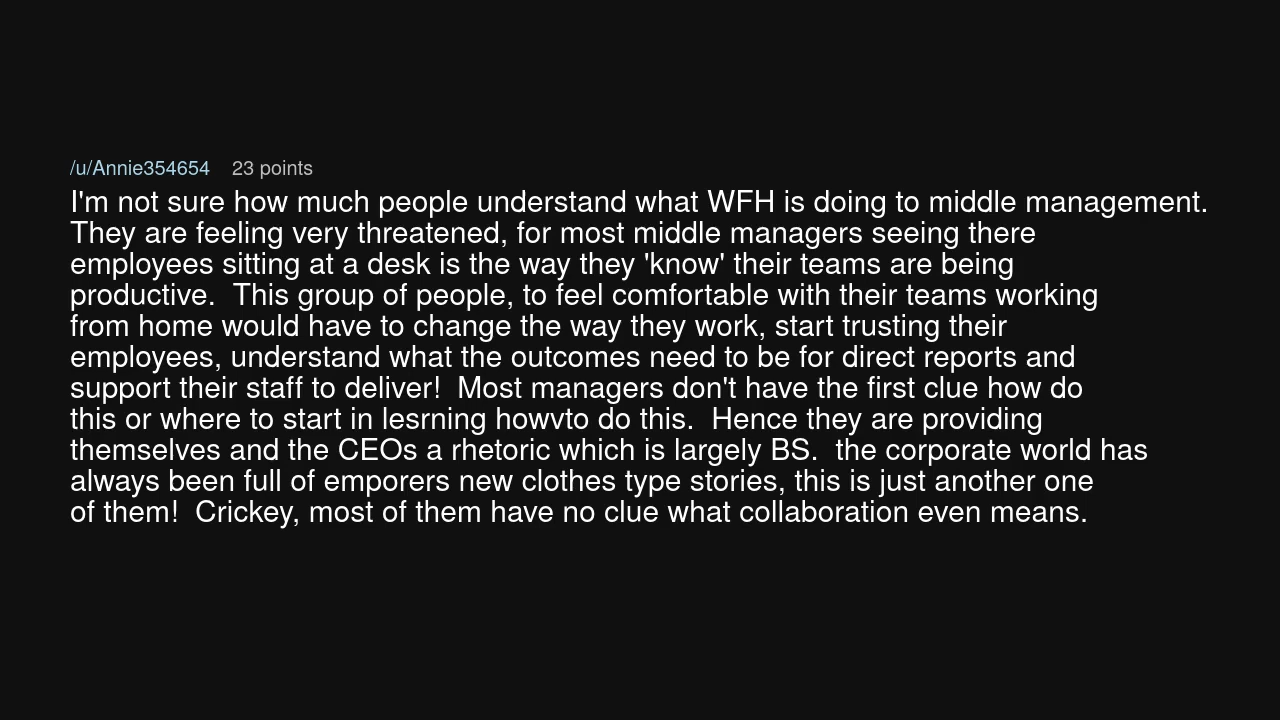 /u/Annie354654 23 points
I'm not sure how much people understand what WFH is doing to middle management.
They are feeling very threatened, for most middle managers seeing there
employees sitting at a desk is the way they 'know' their teams are being
productive.  This group of people, to feel comfortable with their teams working
from home would have to change the way they work, start trusting their
employees, understand what the outcomes need to be for direct reports and
support their staff to deliver!  Most managers don't have the first clue how do
this or where to start in lesrning howvto do this.  Hence they are providing
themselves and the CEOs a rhetoric which is largely BS.  the corporate world has
always been full of emporers new clothes type stories, this is just another one
of them!  Crickey, most of them have no clue what collaboration even means.